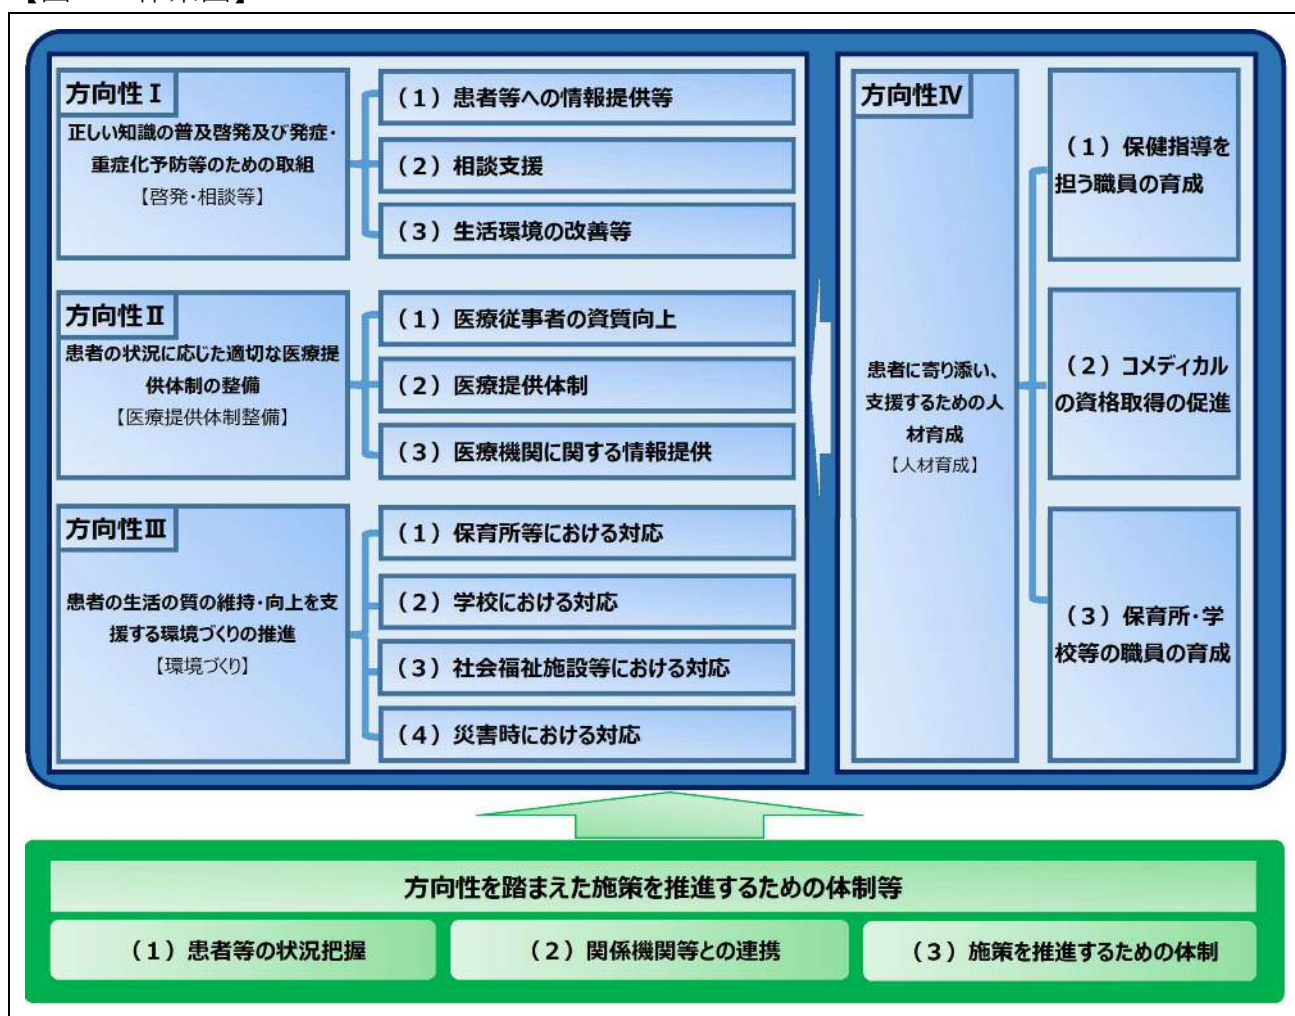 方向性Ⅰ
正しい知識の普及啓発及び発症・
重症化予防等のための取組
【啓発・相談等】
（１）患者等への情報提供等
（２）相談支援
（３）生活環境の改善等
方向性Ⅱ
患者の状況に応じた適切な医療提
供体制の整備
【医療提供体制整備】
（１）医療従事者の資質向上
（２）医療提供体制
（３）医療機関に関する情報提供
方向性Ⅲ
患者の生活の質の維持・向上を支
援する環境づくりの推進
【環境づくり】
（１）保育所等における対応
（２）学校における対応
（３）社会福祉施設等における対応
（４）災害時における対応
方向性Ⅳ
患者に寄り添い、
支援するための人
材育成
【人材育成】
（１）保健指導を
担う職員の育成
（２）コメディカル
の資格取得の促進
（３）保育所・学
校等の職員の育成
方向性を踏まえた施策を推進するための体制等
（１）患者等の状況把握
（２）関係機関等との連携
（３）施策を推進するための体制